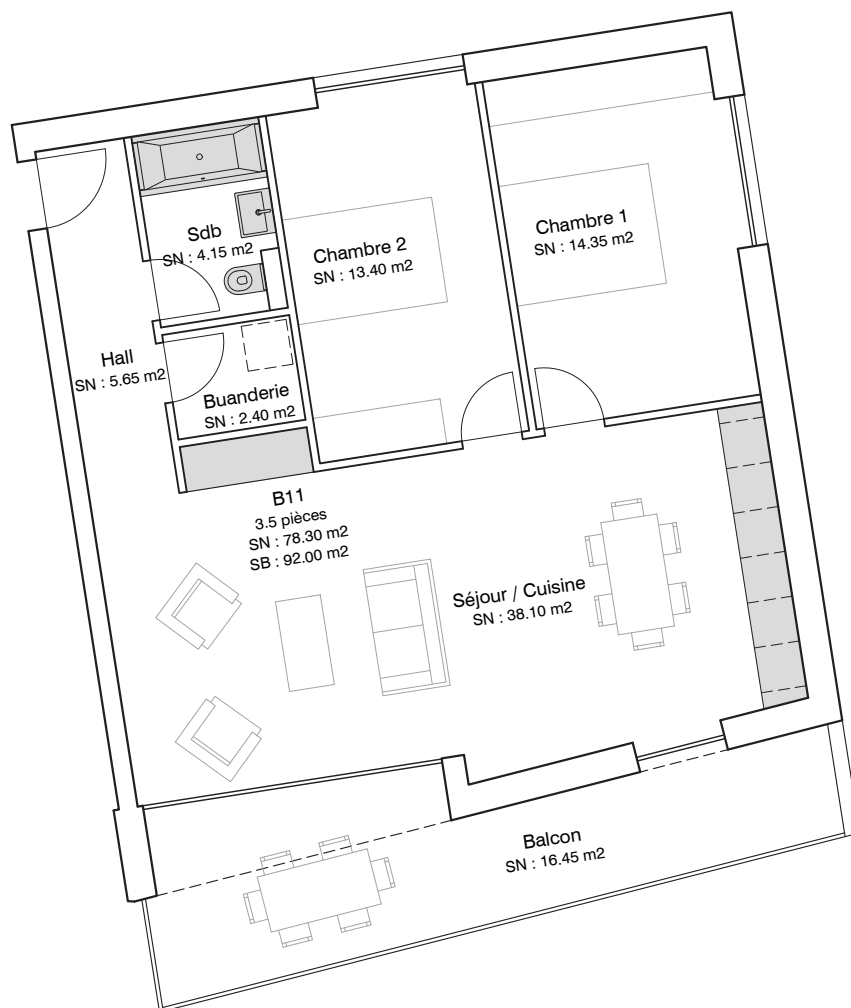 Sdb
SN : 4.15 m2
Chambre 2
SN : 13.40 m2
Chambre 1
SN : 14.35 m2
Hall
SN : 5.65 m2
Buanderie
SN : 2.40 m2
B11
3.5 pièces
SN : 78.30 m2
SB : 92.00 m2
Séjour / Cuisine
SN : 38.10 m2
Balcon
SN : 16.45 m2